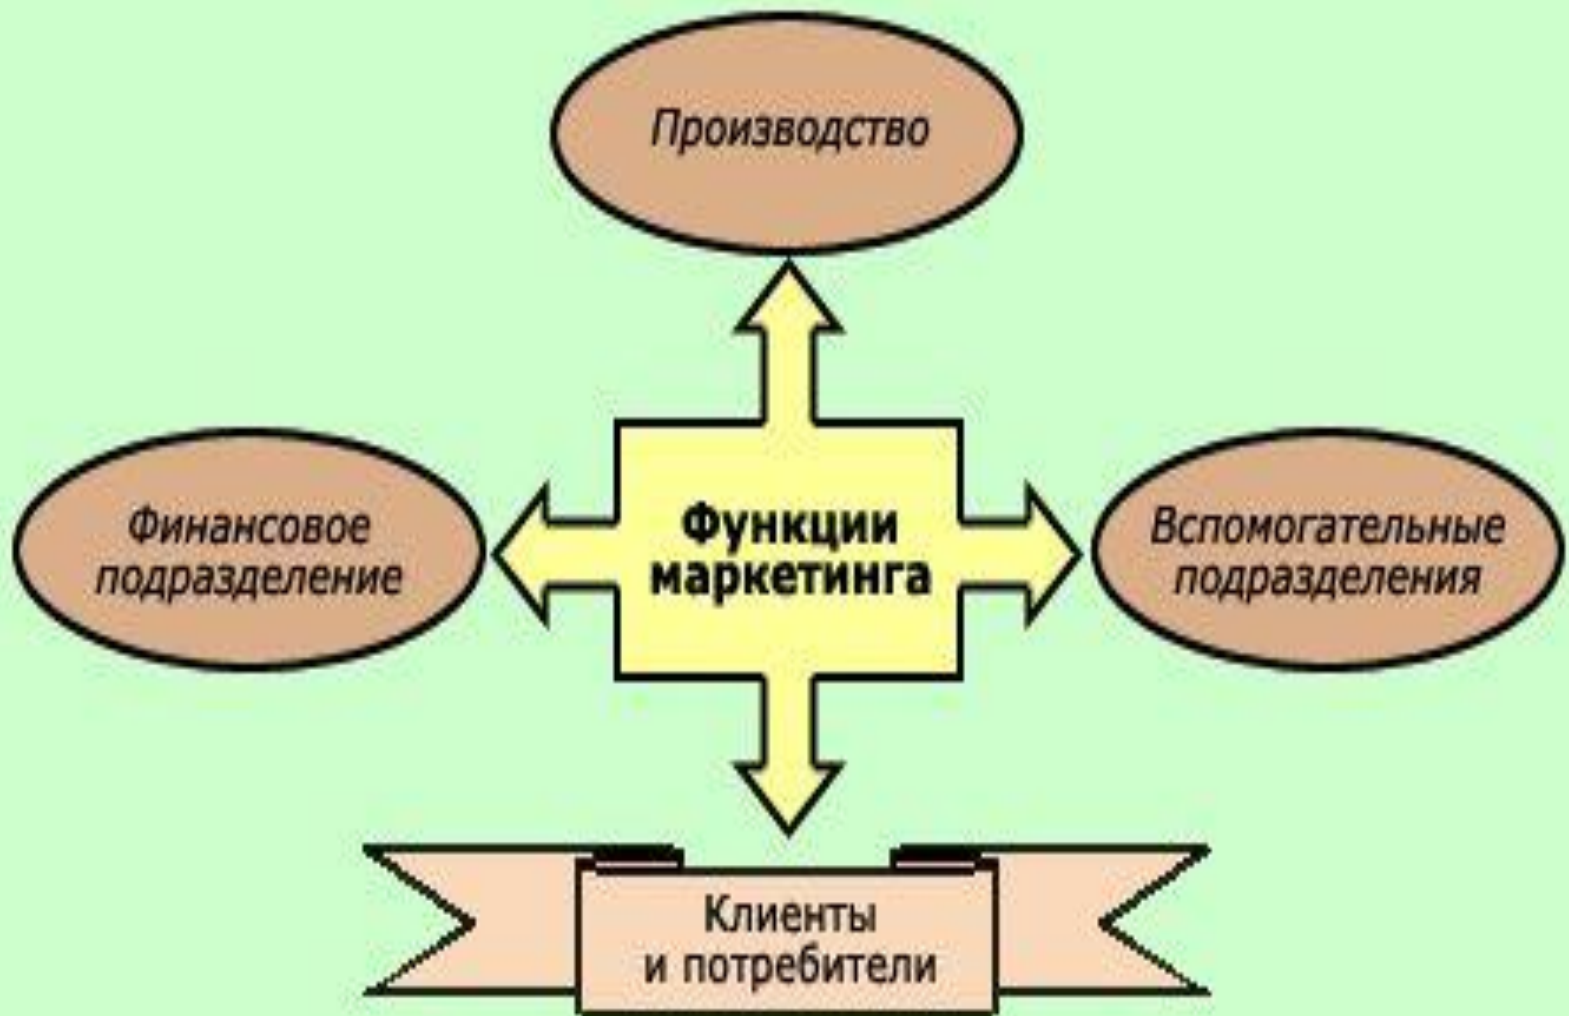 Производство
Финансовое
подразделение
Функции
маркетинга
Вспомогательные
подразделения
Клиенты
и потребители